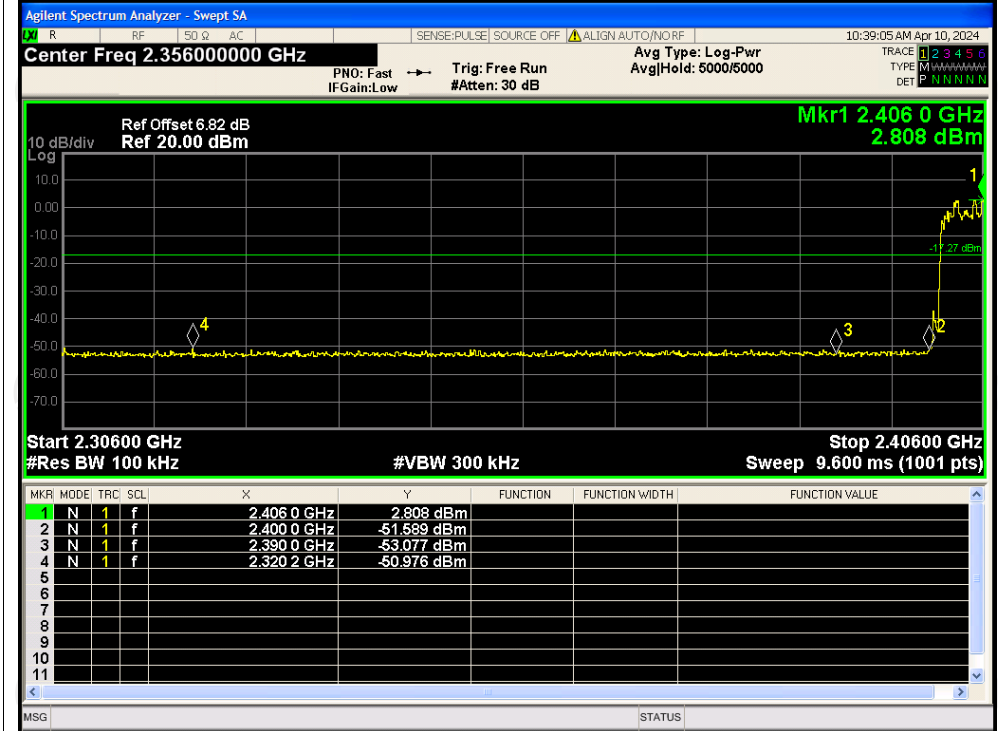 Agilent Spectrum Analyzer - Swept SA
LXI R RF 50 Ω AC SENSE:PULSE SOURCE OFF ALIGN AUTO/NO RF 10:39:05 AM Apr 10, 2024
Center Freq 2.356000000 GHz Avg Type: Log-Pwr TRACE 1 2 3 4 5 6
PNO: Fast Trig: Free Run Avg|Hold: 5000/5000 TYPE M
IFGain:Low #Atten: 30 dB DET P N N N N N
Mkr1 2.406 0 GHz
Ref Offset 6.82 dB
10 dB/div Ref 20.00 dBm 2.808 dBm
Log
10.0 1
0.00
-10.0
-17.27 dBm
-20.0
-30.0
-40.0
4 3 2
-50.0
-60.0
-70.0
Start 2.30600 GHz Stop 2.40600 GHz
#Res BW 100 kHz #VBW 300 kHz Sweep 9.600 ms (1001 pts)
MKR MODE TRC SCL X Y FUNCTION FUNCTION WIDTH FUNCTION VALUE
1 N 1 f 2.406 0 GHz 2.808 dBm
2 N 1 f 2.400 0 GHz -51.589 dBm
3 N 1 f 2.390 0 GHz -53.077 dBm
4 N 1 f 2.320 2 GHz -50.976 dBm
5
6
7
8
9
10
11
MSG STATUS